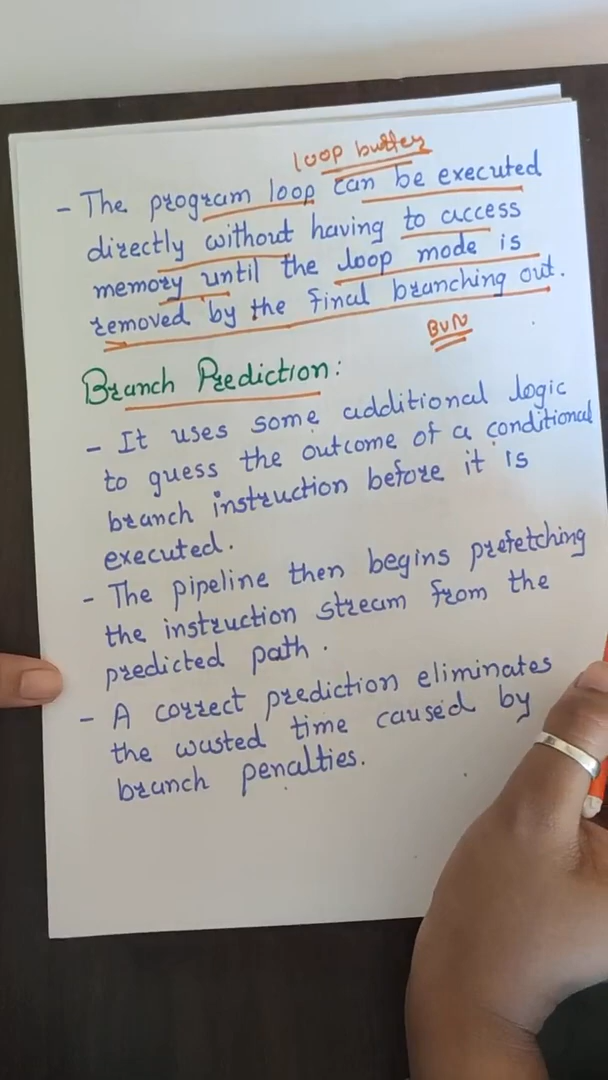 loop buffer
- The program loop can be executed
directly without having to access
memory until the loop mode is
removed by the final branching out.
BUN
Branch Prediction:
- It uses some additional logic
to guess the outcome of a conditional
branch instruction before it is
executed.
- The pipeline then begins prefetching
the instruction stream from the
predicted path.
- A correct prediction eliminates
the wasted time caused by
branch penalties.